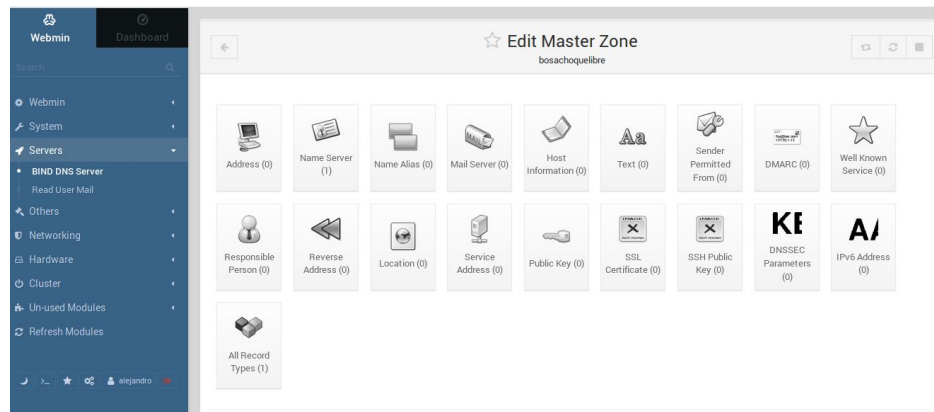 Webmin
Dashboard
Search
Webmin
System
Servers
BIND DNS Server
Read User Mail
Others
Networking
Hardware
Cluster
Un-used Modules
Refresh Modules
alejandro
Edit Master Zone
bosachoquelibre
Address (0)
Name Server
(1)
Name Alias (0)
Mail Server (0)
Host
Information (0)
Aa
Text (0)
Sender
Permitted
From (0)
DMARC (0)
Well Known
Service (0)
Responsible
Person (0)
Reverse
Address (0)
Location (0)
Service
Address (0)
Public Key (0)
SSL
Certificate (0)
SSH Public
Key (0)
KE
DNSSEC
Parameters
(0)
IPv6 Address
(0)
All Record
Types (1)